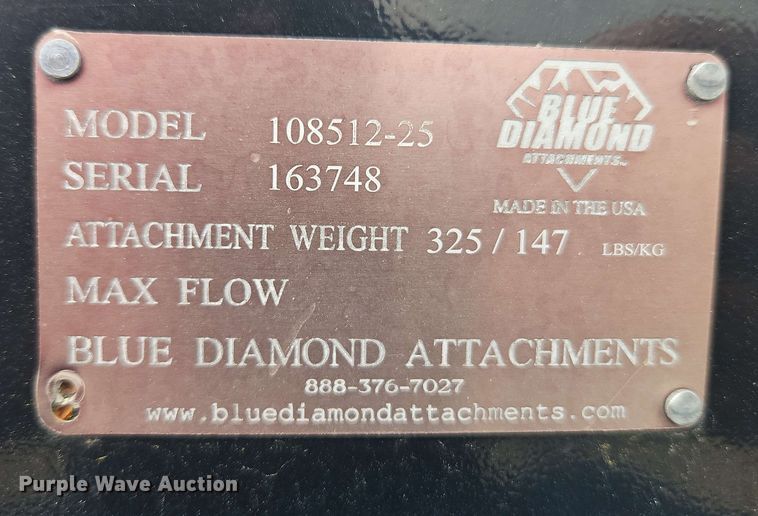 BLUE
DIAMOND
ATTACHMENTS
MADE IN THE USA
MODEL 108512-25
SERIAL 163748
ATTACHMENT WEIGHT 325 / 147 LBS/KG
MAX FLOW
BLUE DIAMOND ATTACHMENTS
888-376-7027
www.bluediamondattachments.com
Purple Wave Auction